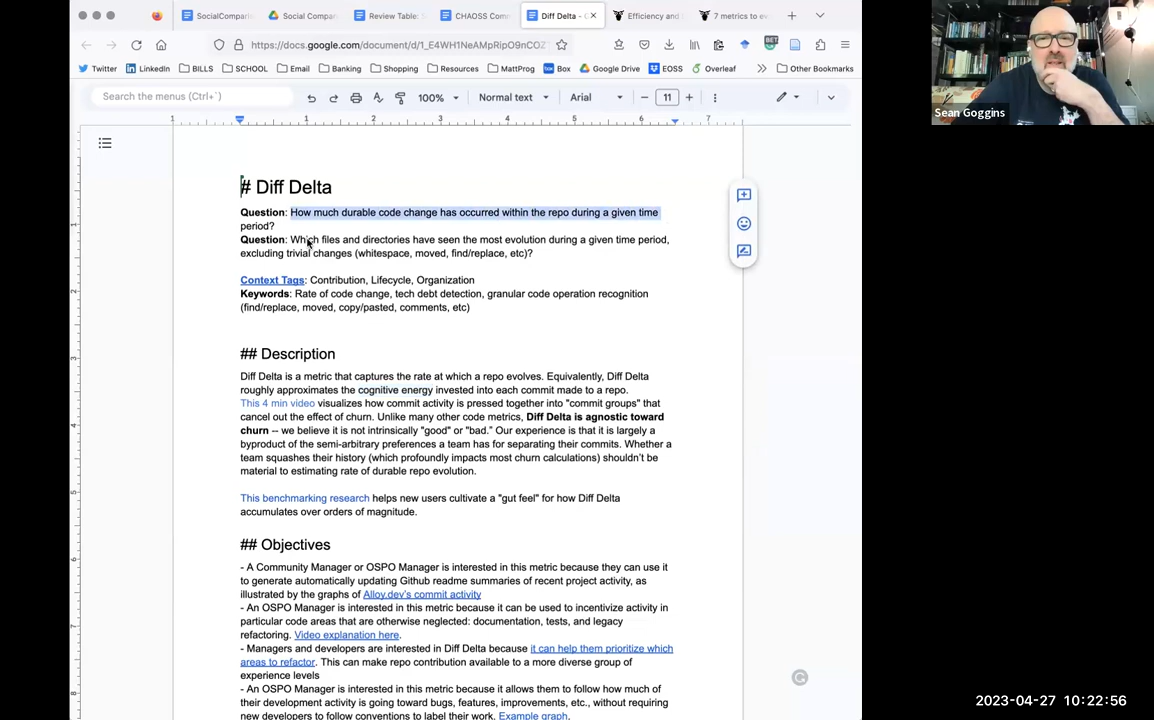 SocialCompari
Social Compar
Review Table:
CHAOSS Com
Diff Delta - C
Efficiency and
7 metrics to ev
https://docs.google.com/document/d/1_E4WH1NeAMpRipO9nCOZ
Twitter
LinkedIn
BILLS
SCHOOL
Email
Banking
Shopping
Resources
MattProg
Box
Google Drive
EOSS
Overleaf
Other Bookmarks
Search the menus (Ctrl+`)
100%
Normal text
Arial
11
1 1 2 3 4 5 6 7
# Diff Delta
Question: How much durable code change has occurred within the repo during a given time
period?
Question: Which files and directories have seen the most evolution during a given time period,
excluding trivial changes (whitespace, moved, find/replace, etc)?
Context Tags: Contribution, Lifecycle, Organization
Keywords: Rate of code change, tech debt detection, granular code operation recognition
(find/replace, moved, copy/pasted, comments, etc)
## Description
Diff Delta is a metric that captures the rate at which a repo evolves. Equivalently, Diff Delta
roughly approximates the cognitive energy invested into each commit made to a repo.
This 4 min video visualizes how commit activity is pressed together into "commit groups" that
cancel out the effect of churn. Unlike many other code metrics, Diff Delta is agnostic toward
churn -- we believe it is not intrinsically "good" or "bad.” Our experience is that it is largely a
byproduct of the semi-arbitrary preferences a team has for separating their commits. Whether a
team squashes their history (which profoundly impacts most churn calculations) shouldn’t be
material to estimating rate of durable repo evolution.
This benchmarking research helps new users cultivate a "gut feel" for how Diff Delta
accumulates over orders of magnitude.
## Objectives
- A Community Manager or OSPO Manager is interested in this metric because they can use it
to generate automatically updating Github readme summaries of recent project activity, as
illustrated by the graphs of Alloy.dev's commit activity
- An OSPO Manager is interested in this metric because it can be used to incentivize activity in
particular code areas that are otherwise neglected: documentation, tests, and legacy
refactoring. Video explanation here.
- Managers and developers are interested in Diff Delta because it can help them prioritize which
areas to refactor. This can make repo contribution available to a more diverse group of
experience levels
- An OSPO Manager is interested in this metric because it allows them to follow how much of
their development activity is going toward bugs, features, improvements, etc., without requiring
new developers to follow conventions to label their work. Example graph.
Sean Goggins
2023-04-27 10:22:56